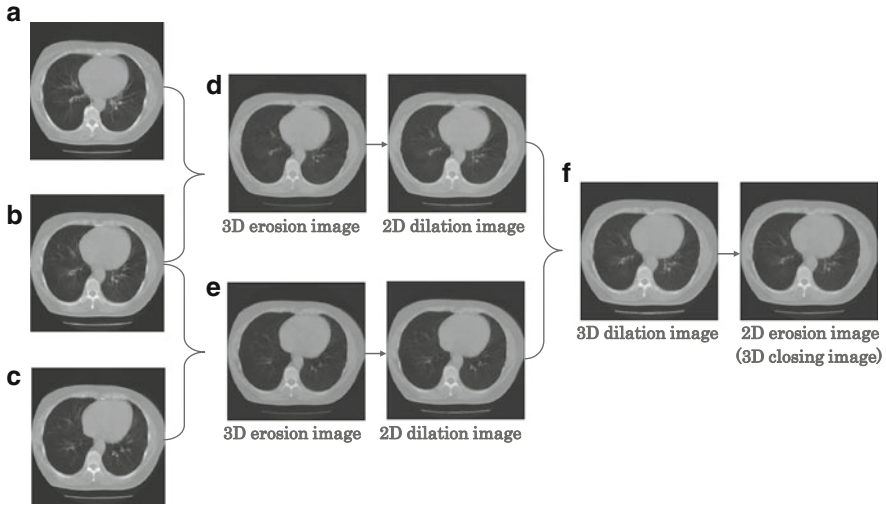 a
b
c
d
3D erosion image
2D dilation image
e
3D erosion image
2D dilation image
f
3D dilation image
2D erosion image
(3D closing image)